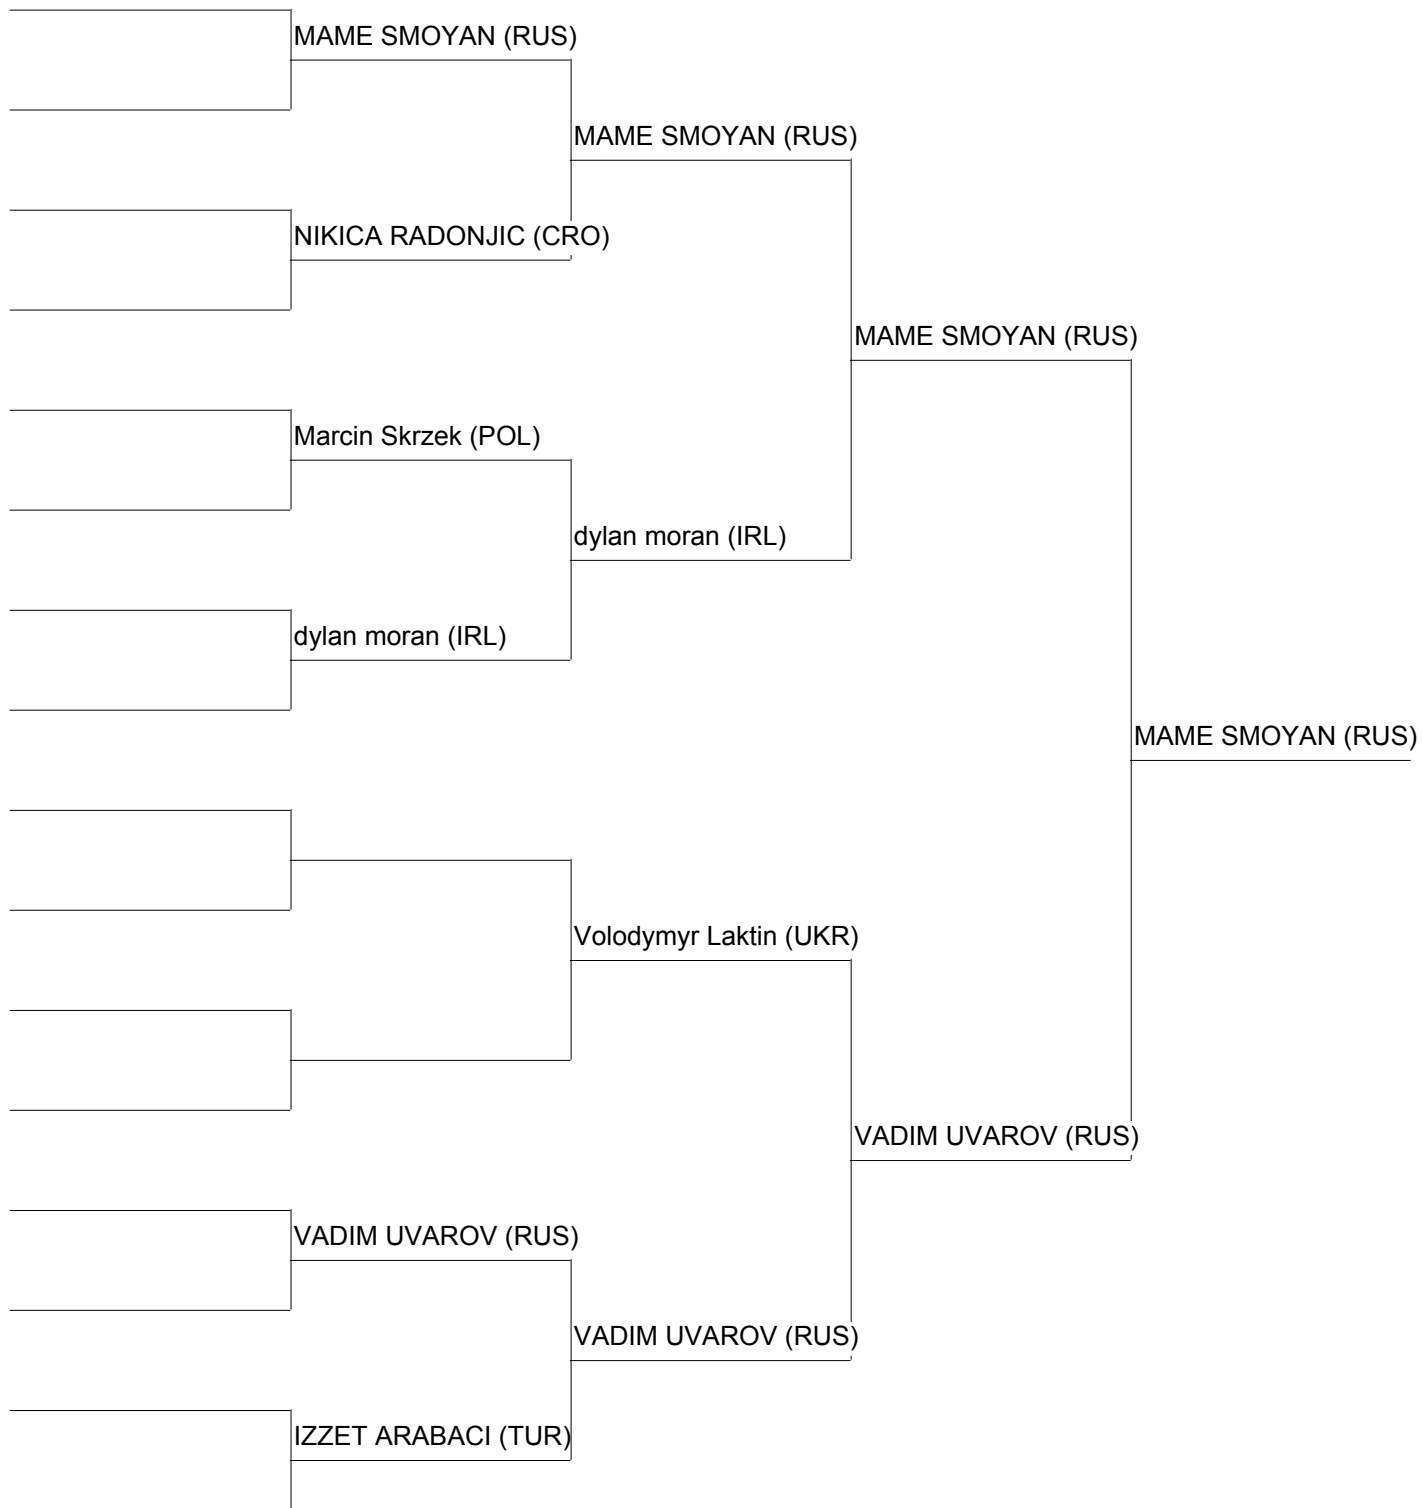 MAME SMOYAN (RUS)
MAME SMOYAN (RUS)
NIKICA RADONJIC (CRO)
MAME SMOYAN (RUS)
Marcin Skrzek (POL)
dylan moran (IRL)
dylan moran (IRL)
MAME SMOYAN (RUS)
Volodymyr Laktin (UKR)
VADIM UVAROV (RUS)
VADIM UVAROV (RUS)
VADIM UVAROV (RUS)
IZZET ARABACI (TUR)